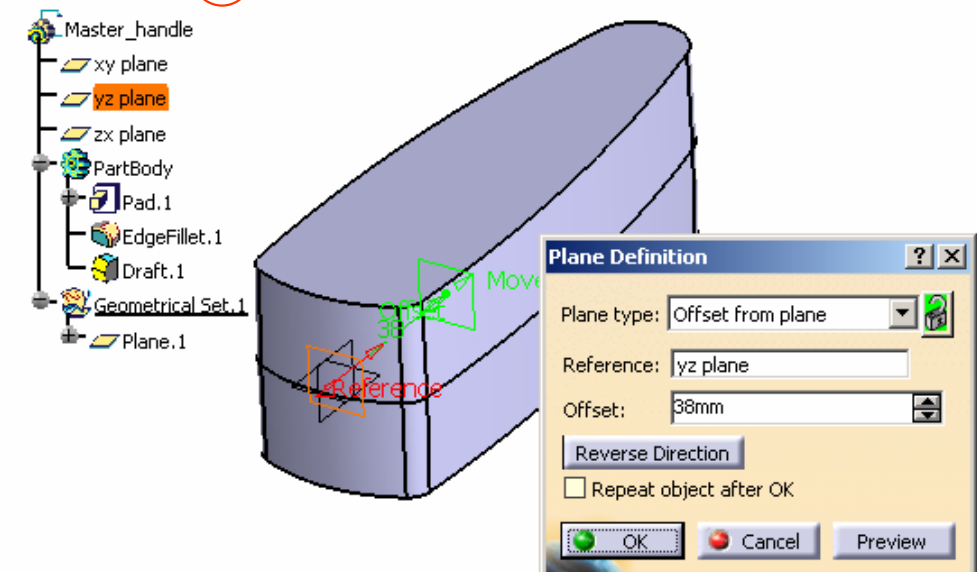 Master_handle
xy plane
yz plane
zx plane
PartBody
Pad.1
EdgeFillet.1
Draft.1
Geometrical Set.1
Plane.1
Move
Offset
38
Reference
Plane Definition
Plane type: Offset from plane
Reference: yz plane
Offset: 38mm
Reverse Direction
Repeat object after OK
OK Cancel Preview